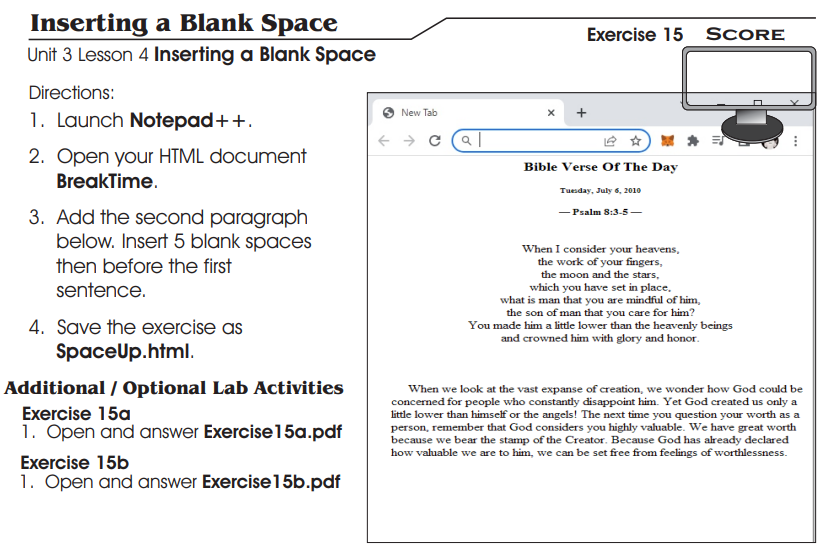 Inserting a Blank Space
Exercise 15 SCORE
Unit 3 Lesson 4 Inserting a Blank Space
Directions:
1. Launch Notepad++.
2. Open your HTML document
BreakTime.
3. Add the second paragraph
below. Insert 5 blank spaces
then before the first
sentence.
4. Save the exercise as
SpaceUp.html.
Additional / Optional Lab Activities
Exercise 15a
1. Open and answer Exercise15a.pdf
Exercise 15b
1. Open and answer Exercise15b.pdf
New Tab
Bible Verse Of The Day
Tuesday, July 6, 2010
— Psalm 8:3-5 —
When I consider your heavens,
the work of your fingers,
the moon and the stars,
which you have set in place,
what is man that you are mindful of him,
the son of man that you care for him?
You made him a little lower than the heavenly beings
and crowned him with glory and honor.
When we look at the vast expanse of creation, we wonder how God could be
concerned for people who constantly disappoint him. Yet God created us only a
little lower than himself or the angels! The next time you question your worth as a
person, remember that God considers you highly valuable. We have great worth
because we bear the stamp of the Creator. Because God has already declared
how valuable we are to him, we can be set free from feelings of worthlessness.